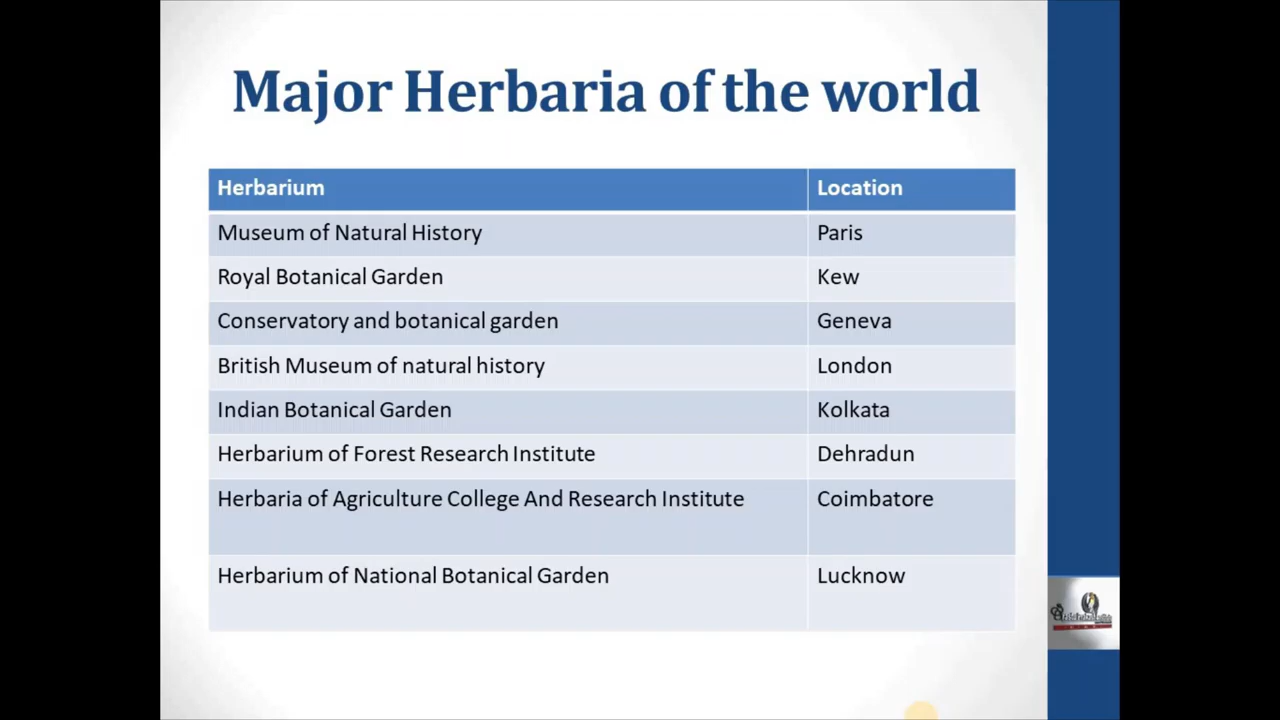 Major Herbaria of the world
Herbarium Location
Museum of Natural History Paris
Royal Botanical Garden Kew
Conservatory and botanical garden Geneva
British Museum of natural history London
Indian Botanical Garden Kolkata
Herbarium of Forest Research Institute Dehradun
Herbaria of Agriculture College And Research Institute Coimbatore
Herbarium of National Botanical Garden Lucknow